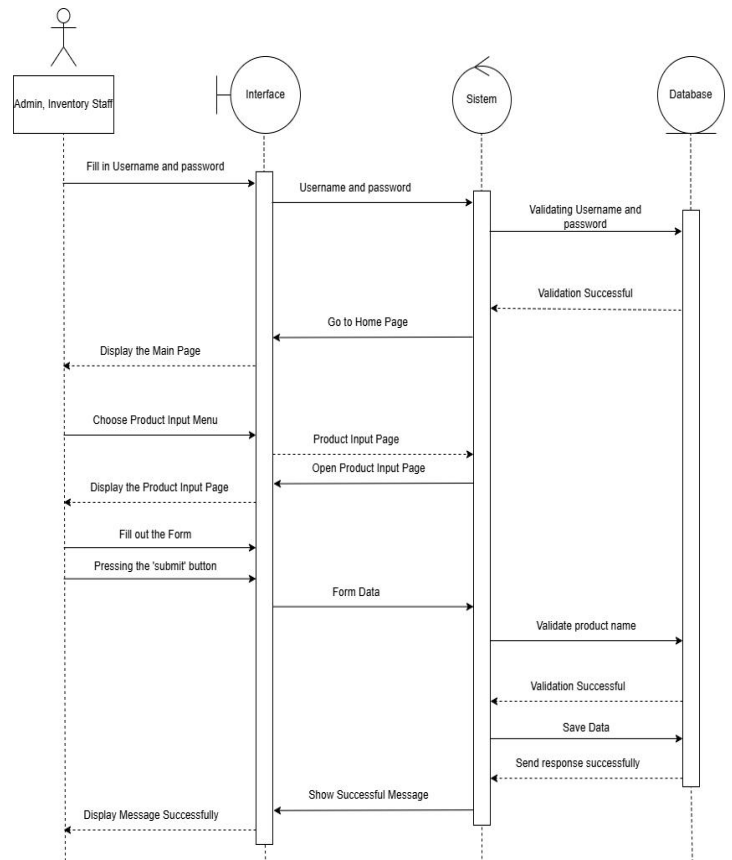 Admin, Inventory Staff
Interface
Sistem
Database
Fill in Username and password
Username and password
Validating Username and
password
Validation Successful
Go to Home Page
Display the Main Page
Choose Product Input Menu
Product Input Page
Open Product Input Page
Display the Product Input Page
Fill out the Form
Pressing the 'submit' button
Form Data
Validate product name
Validation Successful
Save Data
Send response successfully
Show Successful Message
Display Message Successfully